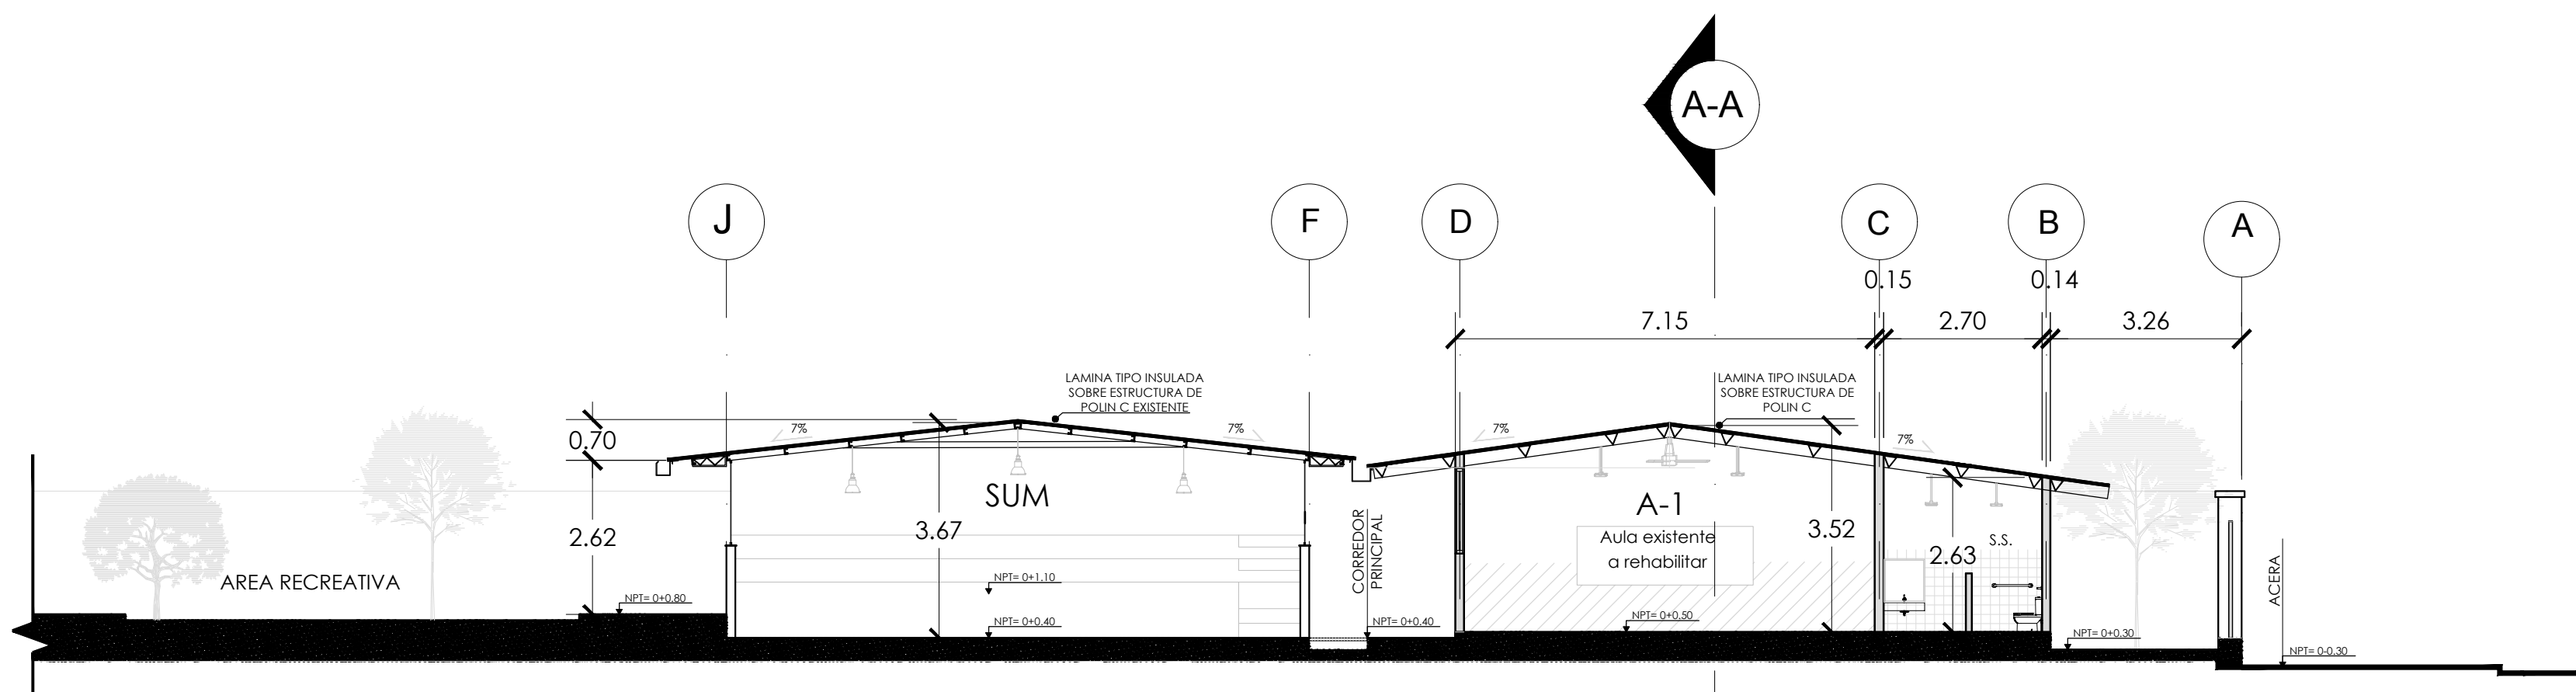 A-A
J
F
D
C
B
A
0.15
0.14
7.15
2.70
3.26
LAMINA TIPO INSULADA
SOBRE ESTRUCTURA DE
POLIN C EXISTENTE
LAMINA TIPO INSULADA
SOBRE ESTRUCTURA DE
POLIN C
7%
7%
7%
7%
0.70
2.62
SUM
3.67
A-1
Aula existente
a rehabilitar
3.52
S.S.
2.63
CORREDOR
PRINCIPAL
AREA RECREATIVA
ACERA
NPT= 0+0.80
NPT= 0+1.10
NPT= 0+0.40
NPT= 0+0.40
NPT= 0+0.50
NPT= 0+0.30
NPT= 0-0.30